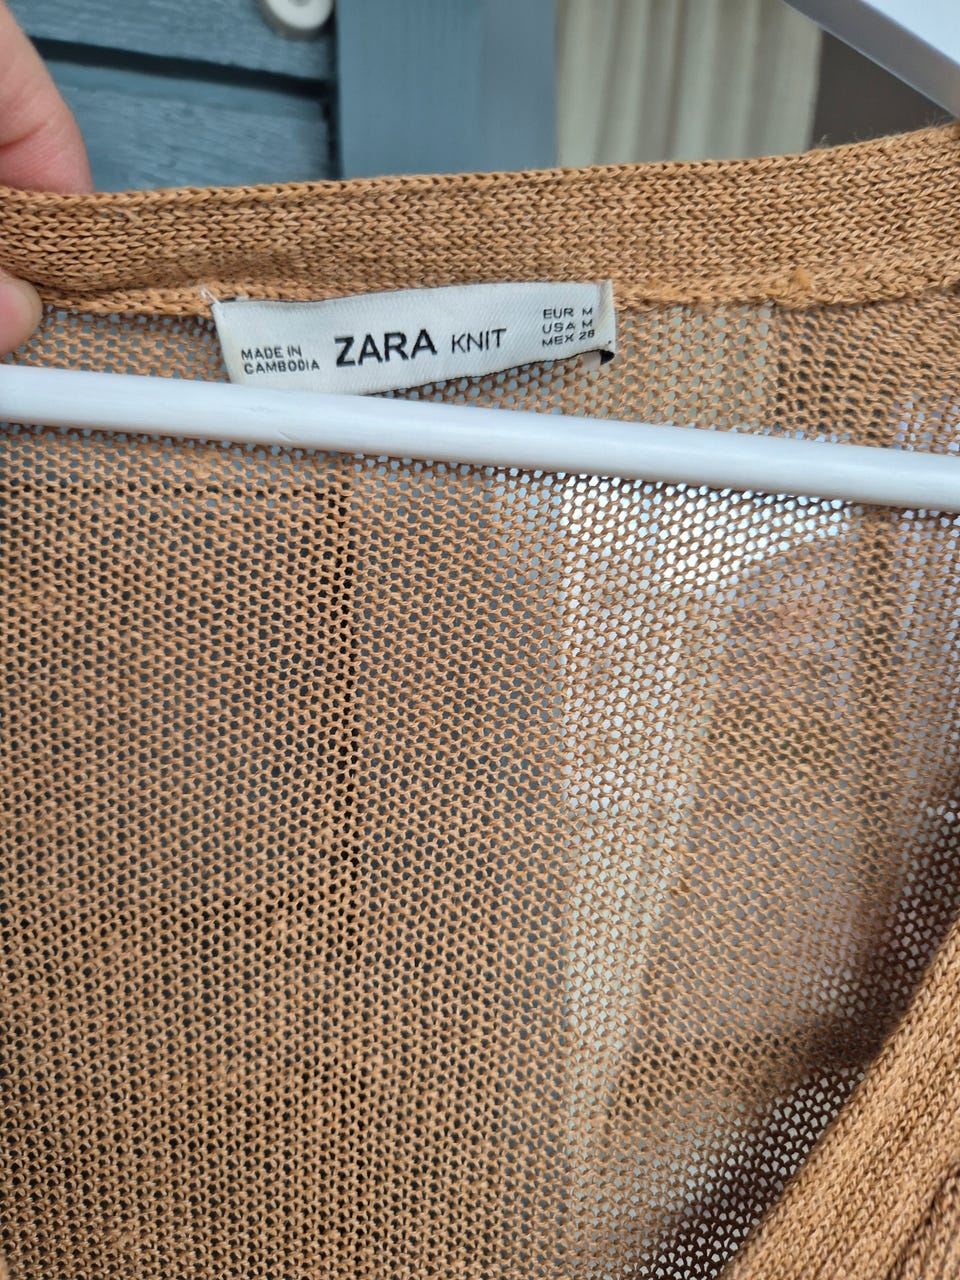 MADE IN
CAMBODIA
ZARA KNIT
EUR M
USA M
MEX 28